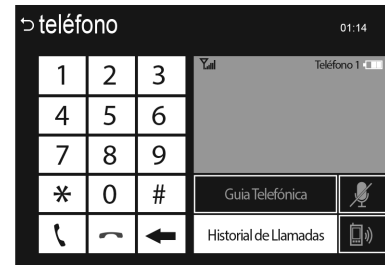 teléfono 01:14
1 2 3 Teléfono 1
4 5 6
7 8 9
* 0 # Guia Telefónica
Historial de Llamadas